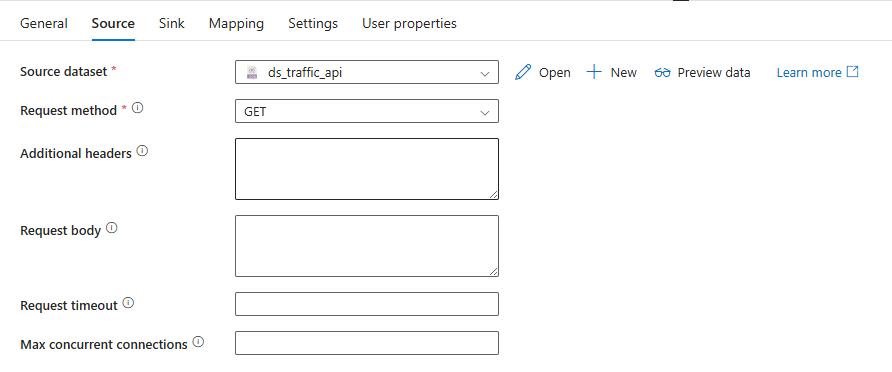 General Source Sink Mapping Settings User properties
Source dataset * ds_traffic_api Open New Preview data Learn more
Request method * GET
Additional headers
Request body
Request timeout
Max concurrent connections